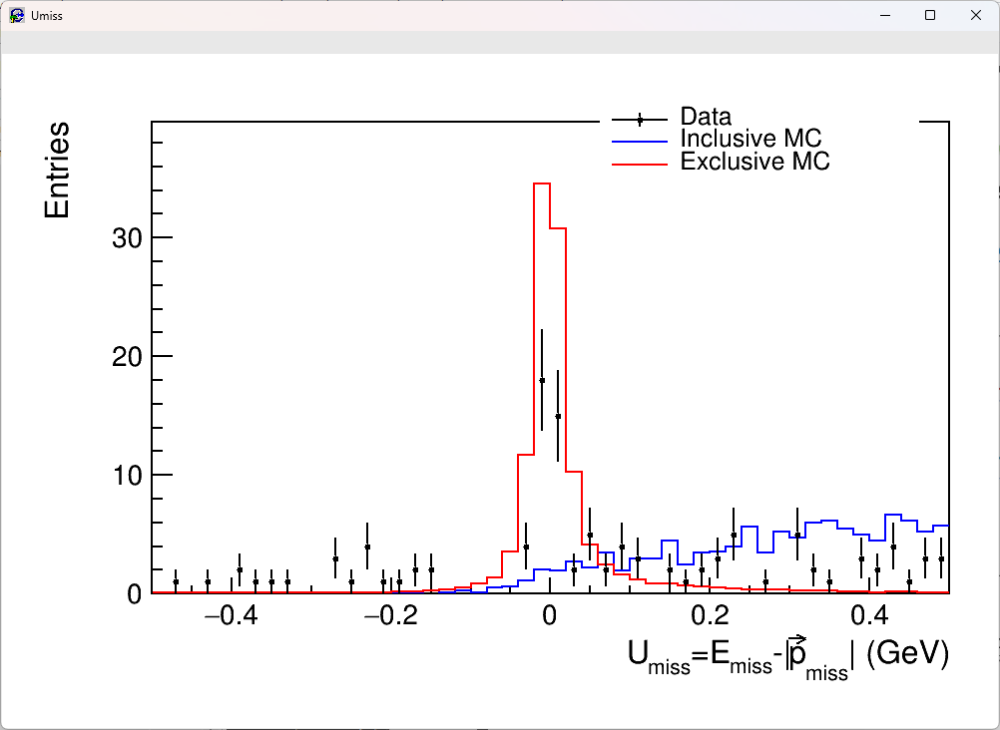 Umiss
Entries
Data
Inclusive MC
Exclusive MC
30
20
10
0
−0.4 −0.2 0 0.2 0.4
U_miss=E_miss-|p⃗_miss| (GeV)